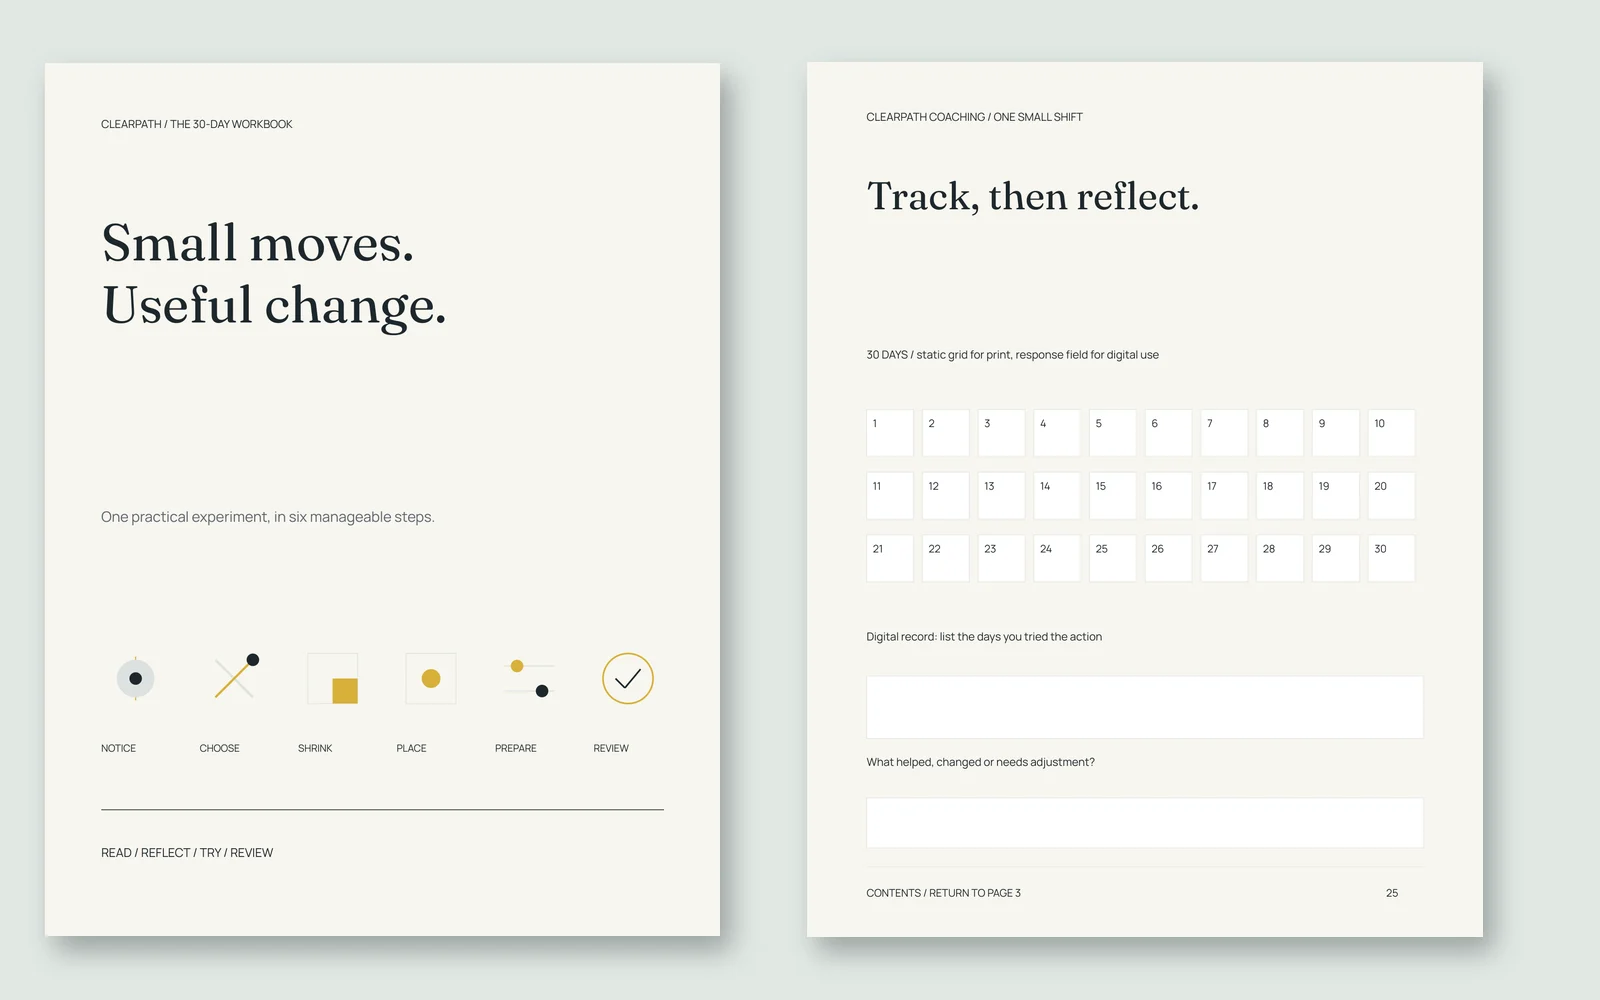 CLEARPATH / THE 30-DAY WORKBOOK
Small moves.
Useful change.
One practical experiment, in six manageable steps.
NOTICE CHOOSE SHRINK PLACE PREPARE REVIEW
READ / REFLECT / TRY / REVIEW
CLEARPATH COACHING / ONE SMALL SHIFT
Track, then reflect.
30 DAYS / static grid for print, response field for digital use
1 2 3 4 5 6 7 8 9 10
11 12 13 14 15 16 17 18 19 20
21 22 23 24 25 26 27 28 29 30
Digital record: list the days you tried the action
What helped, changed or needs adjustment?
CONTENTS / RETURN TO PAGE 3 25